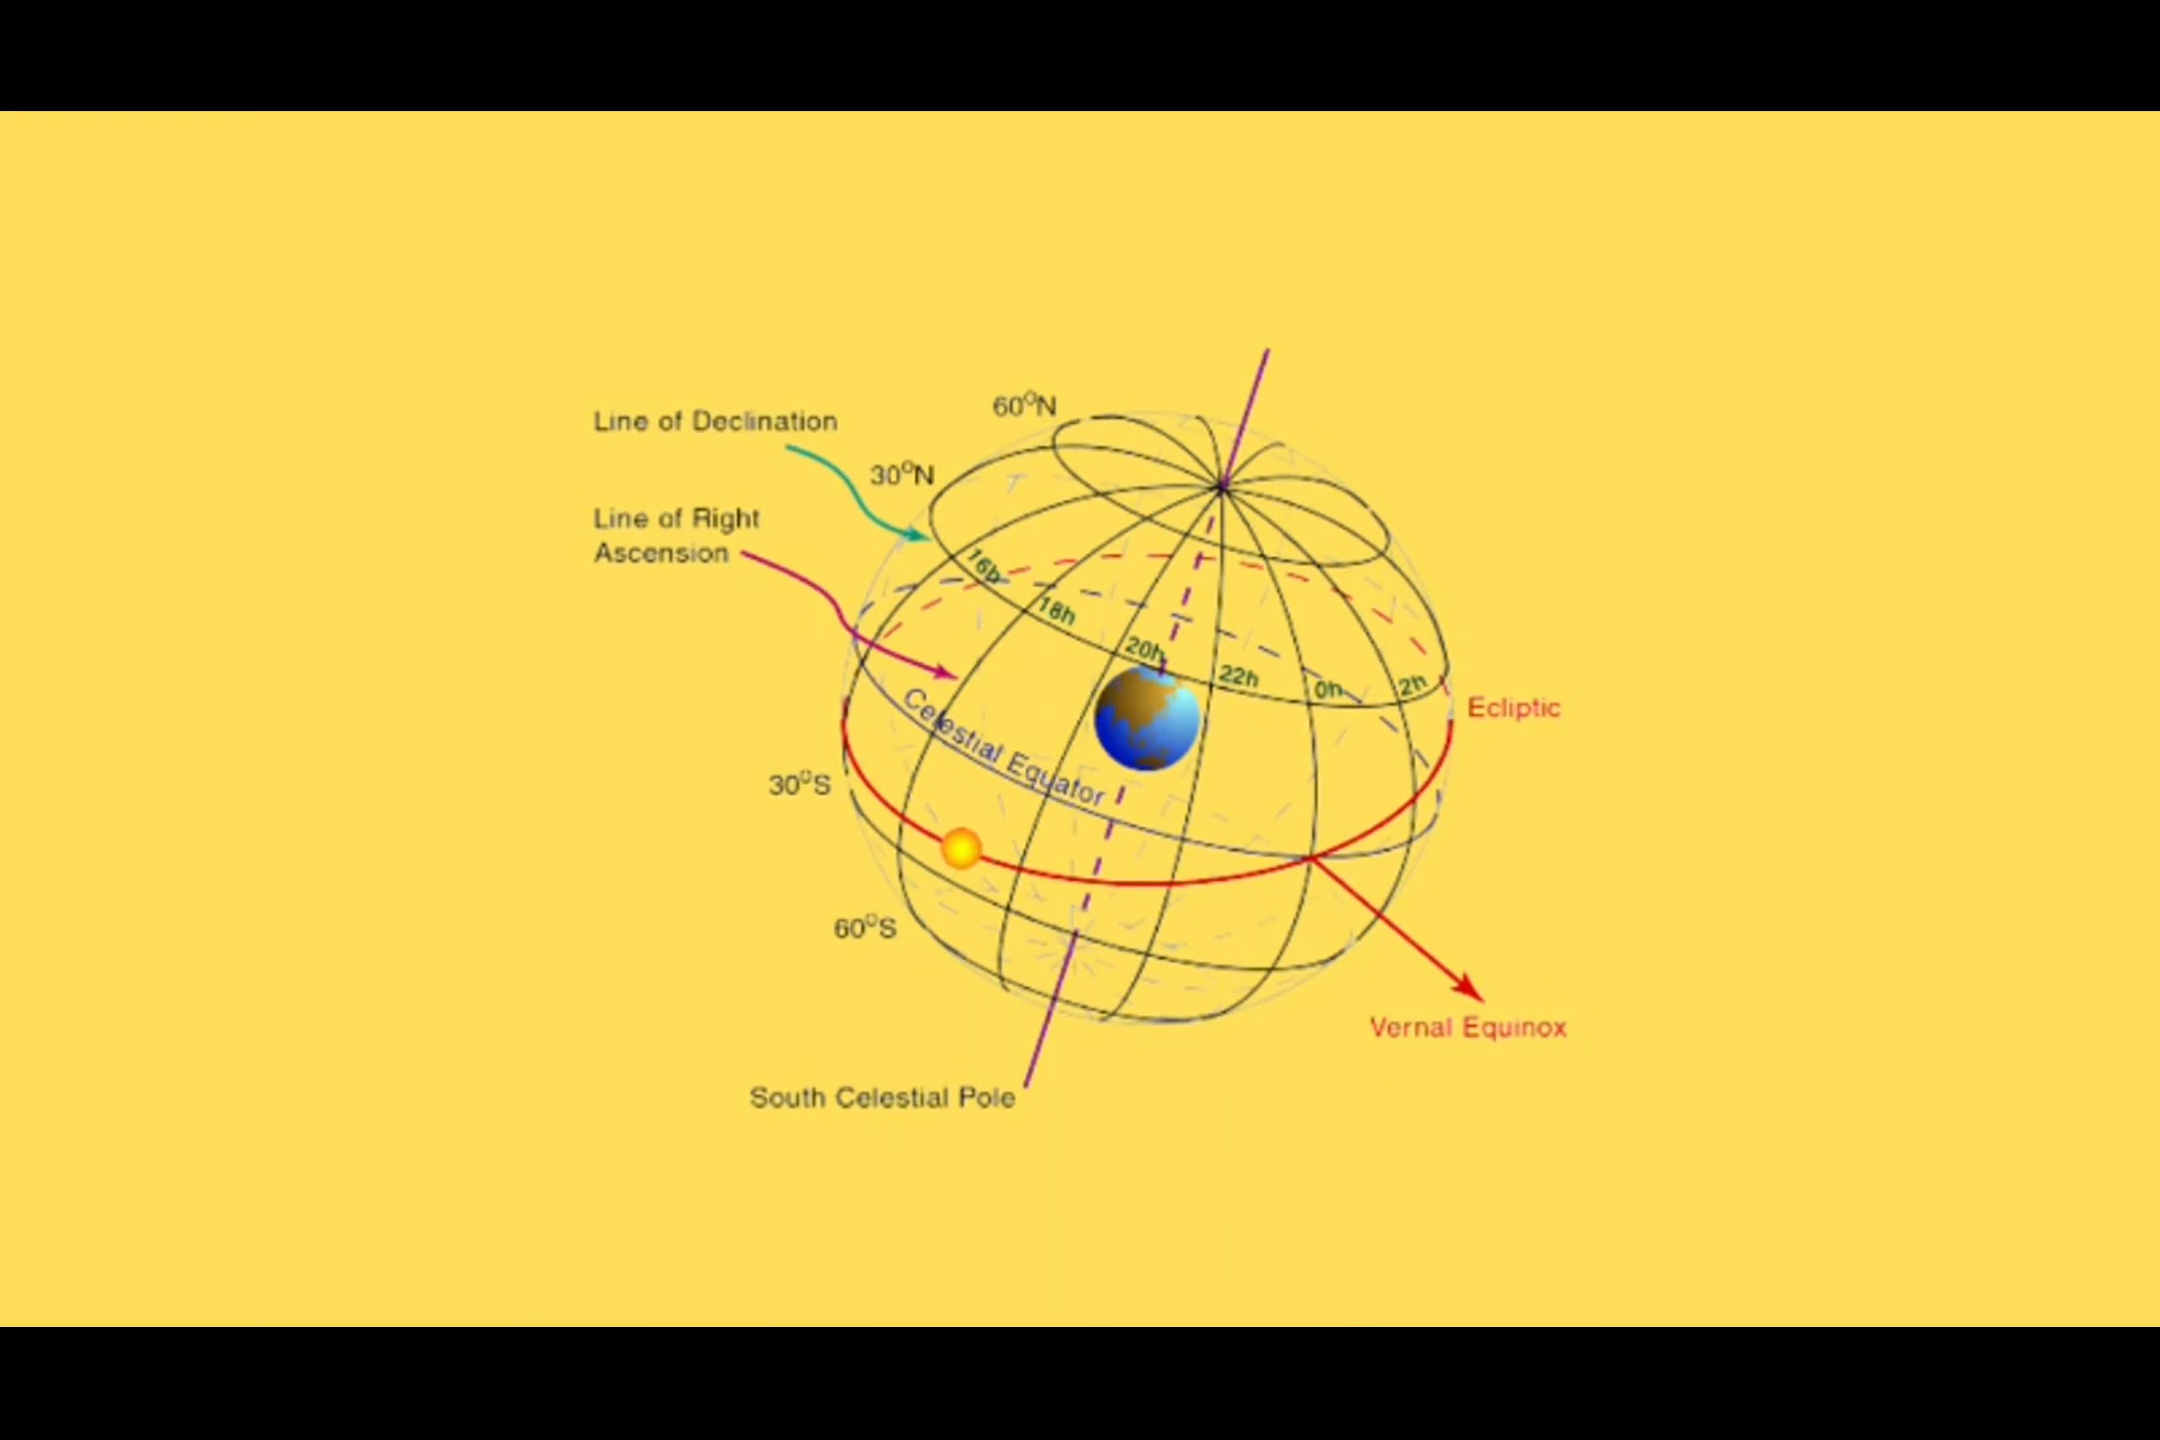 60°N
Line of Declination
30°N
Line of Right
Ascension
16h
18h
20h
22h
0h
2h
Celestial Equator
Ecliptic
30°S
60°S
Vernal Equinox
South Celestial Pole